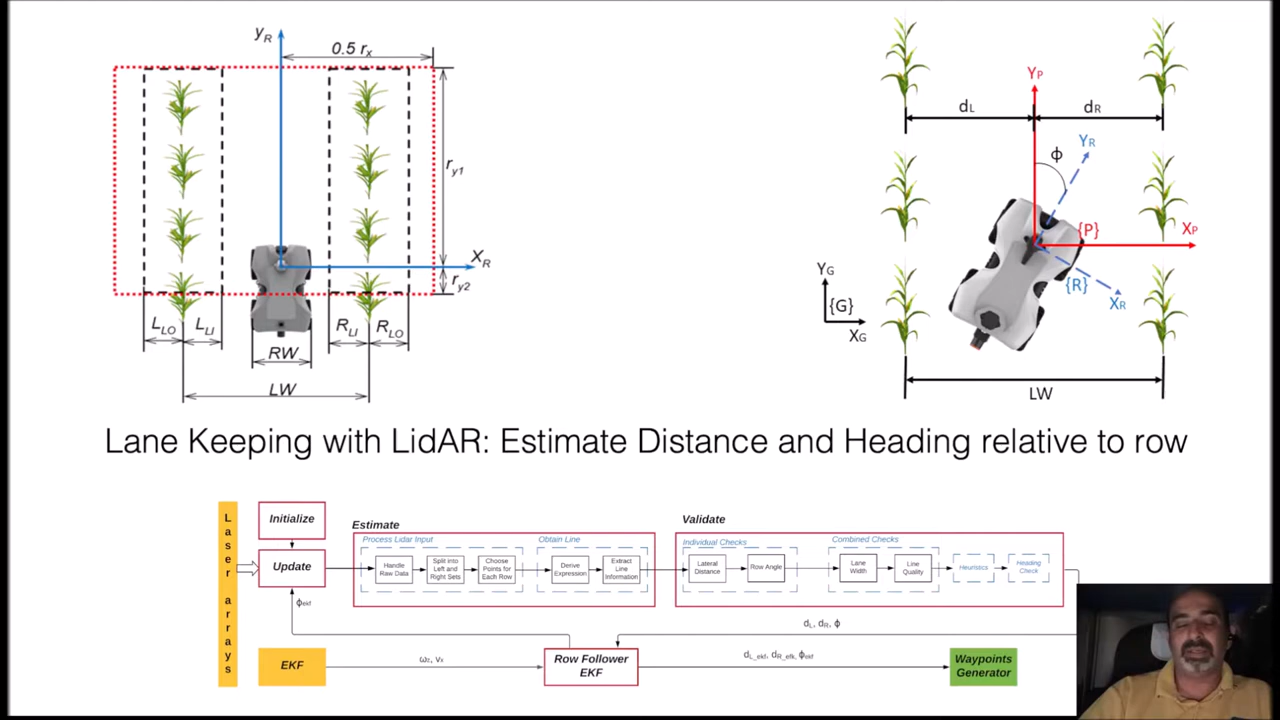 y_R
0.5 r_x
r_y1
X_R
r_y2
L_LO
L_LI
R_LI
R_LO
RW
LW
Y_P
d_L
d_R
Y_R
ϕ
{P}
X_P
{R}
X_R
Y_G
{G}
X_G
LW
Lane Keeping with LidAR: Estimate Distance and Heading relative to row
Laser arrays
Initialize
Update
Estimate
Process Lidar Input
Handle
Raw Data
Split into
Left and
Right Sets
Choose
Points for
Each Row
Obtain Line
Derive
Expression
Extract
Line
Information
Validate
Individual Checks
Lateral
Distance
Row Angle
Combined Checks
Lane
Width
Line
Quality
Heuristics
Heading
Check
ϕekf
d_L, d_R, ϕ
EKF
ω_z, v_x
Row Follower
EKF
d_L_ekf, d_R_efk, ϕekf
Waypoints
Generator